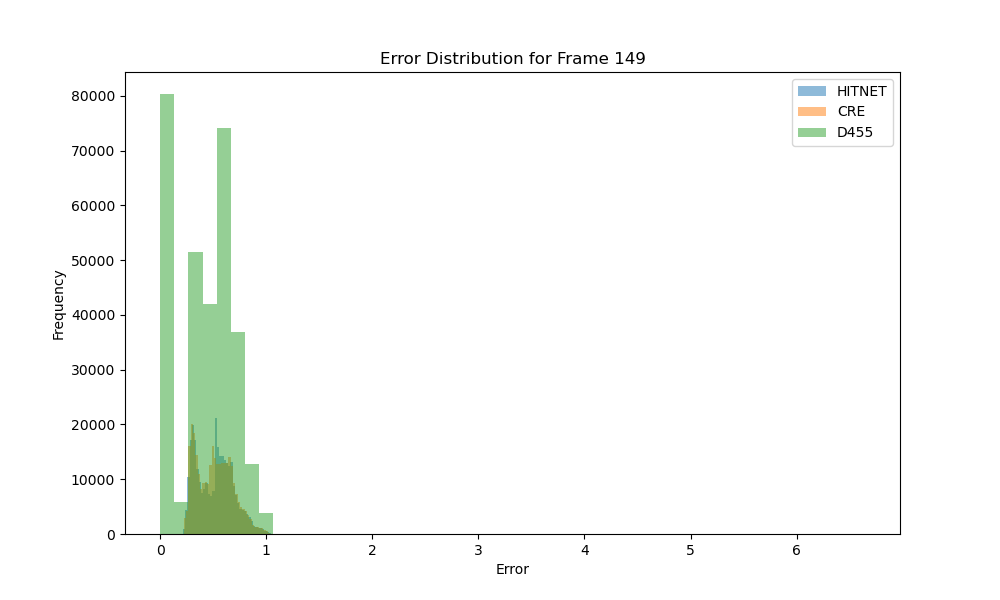 Error Distribution for Frame 149
HITNET
CRE
D455
80000
70000
60000
50000
40000
30000
20000
10000
0
Frequency
0 1 2 3 4 5 6
Error